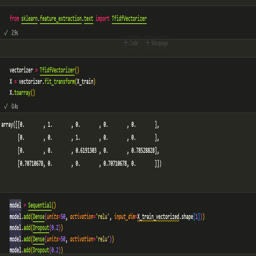 from sklearn.feature_extraction.text import TfidfVectorizer
✓ 2.9s
+ Code + Markdown
vectorizer = TfidfVectorizer()
X = vectorizer.fit_transform(X_train)
X.toarray()
✓ 0.4s
array([[0. , 1. , 0. , 0. , 0. ],
[0. , 0. , 1. , 0. , 0. ],
[0. , 0. , 0.6191303 , 0. , 0.78528828],
[0.70710678, 0. , 0. , 0.70710678, 0. ]])
model = Sequential()
model.add(Dense(units=50, activation='relu', input_dim=X_train_vectorized.shape[1]))
model.add(Dropout(0.2))
model.add(Dense(units=50, activation='relu'))
model.add(Dropout(0.2))